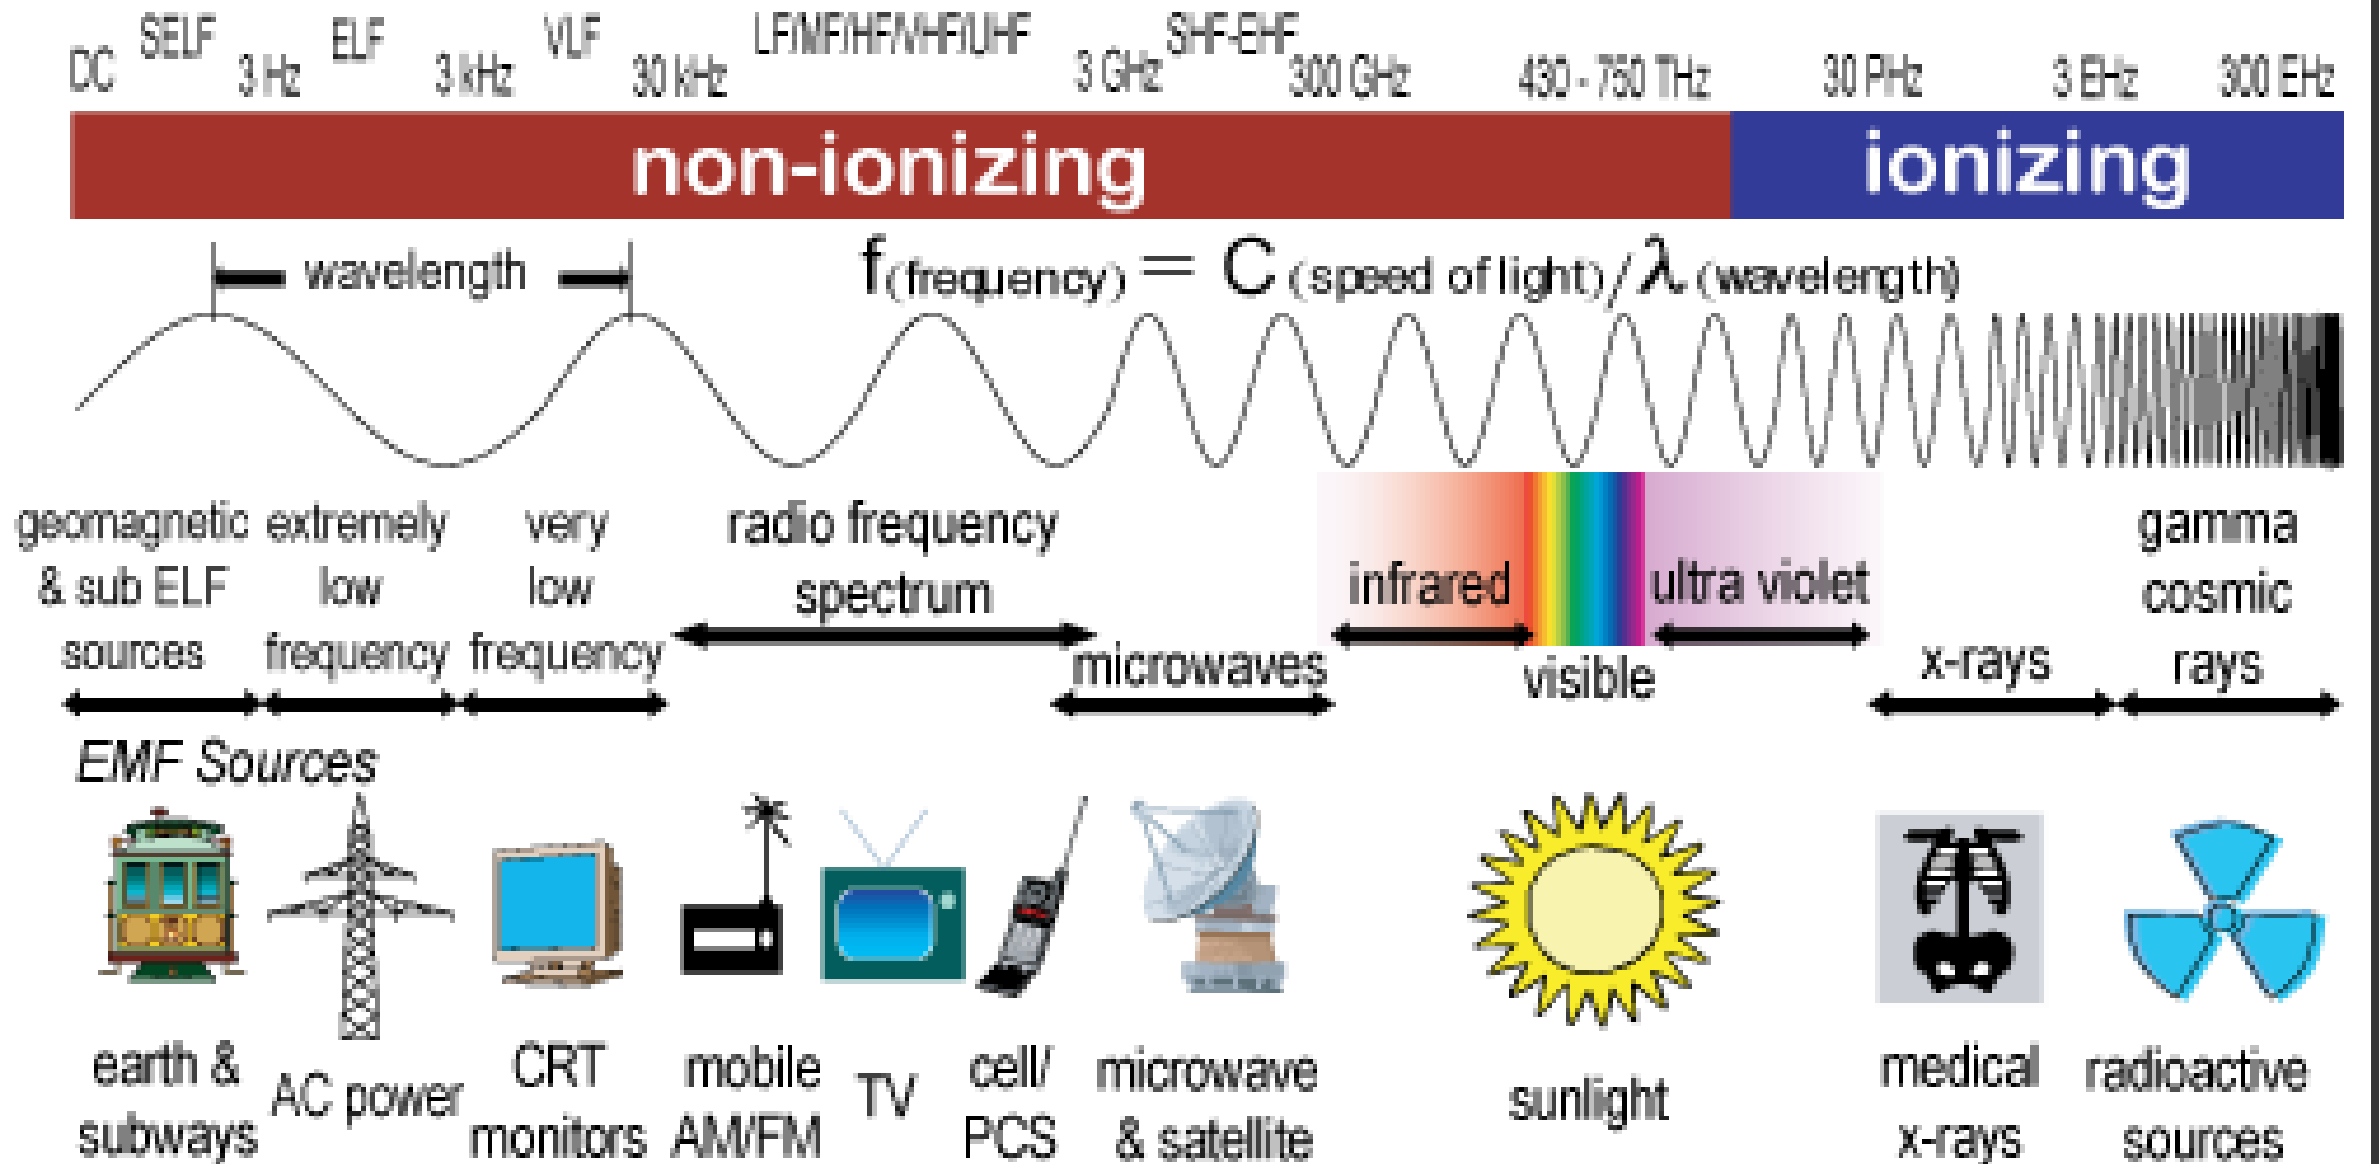 DC SELF 3 Hz ELF 3 kHz VLF 30 kHz LF/MF/HF/VHF/UHF 3 GHz SHF-EHF 300 GHz 430 - 750 THz 30 PHz 3 EHz 300 EHz
non-ionizing ionizing
wavelength f(frequency) = C (speed of light)/λ (wavelength)
geomagnetic
& sub ELF
sources
extremely
low
frequency
very
low
frequency
radio frequency
spectrum
microwaves
infrared
visible
ultra violet
x-rays
gamma
cosmic
rays
EMF Sources
earth &
subways
AC power
CRT
monitors
mobile
AM/FM
TV
cell/
PCS
microwave
& satellite
sunlight
medical
x-rays
radioactive
sources